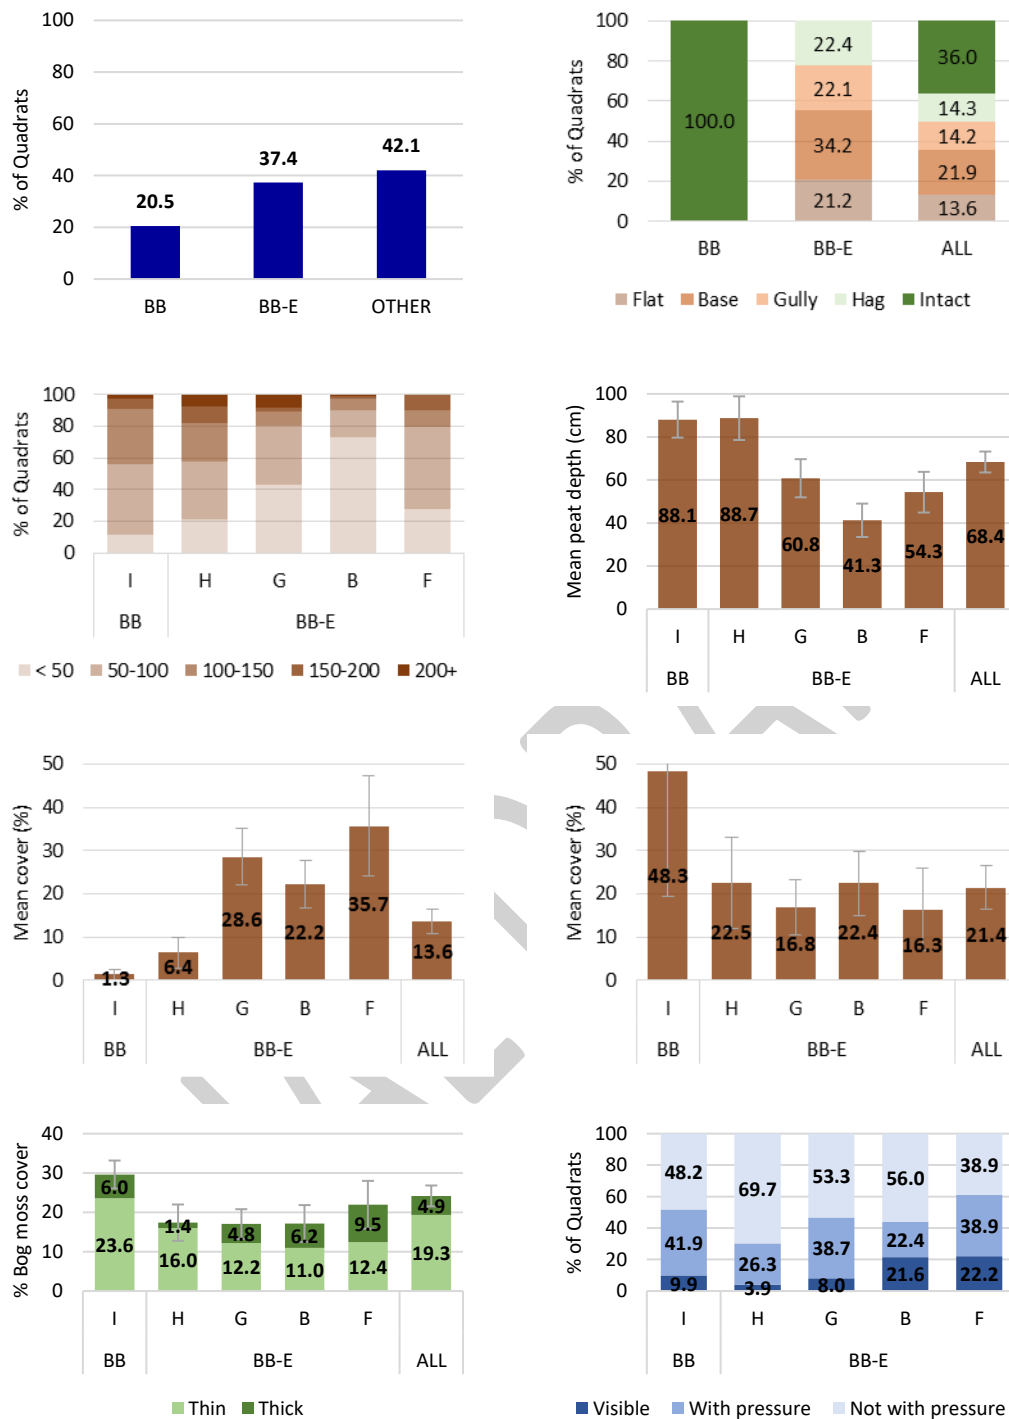 % of Quadrats
100
80
60
40
20
0
20.5
37.4
42.1
BB BB-E OTHER
% of Quadrats
100
80
60
40
20
0
100.0
22.4
22.1
34.2
21.2
36.0
14.3
14.2
21.9
13.6
BB BB-E ALL
Flat Base Gully Hag Intact
% of Quadrats
100
80
60
40
20
0
I H G B F
BB BB-E
< 50 50-100 100-150 150-200 200+
Mean peat depth (cm)
100
80
60
40
20
0
88.1 88.7 60.8 41.3 54.3 68.4
I H G B F
BB BB-E ALL
Mean cover (%)
50
40
30
20
10
0
1.3 6.4 28.6 22.2 35.7 13.6
I H G B F
BB BB-E ALL
Mean cover (%)
50
40
30
20
10
0
48.3 22.5 16.8 22.4 16.3 21.4
I H G B F
BB BB-E ALL
% Bog moss cover
40
30
20
10
0
6.0 1.4 4.8 6.2 9.5 4.9
23.6 16.0 12.2 11.0 12.4 19.3
I H G B F
BB BB-E ALL
Thin Thick
% of Quadrats
100
80
60
40
20
0
48.2 69.7 53.3 56.0 38.9
41.9 26.3 38.7 22.4 38.9
9.9 3.9 8.0 21.6 22.2
I H G B F
BB BB-E
Visible With pressure Not with pressure